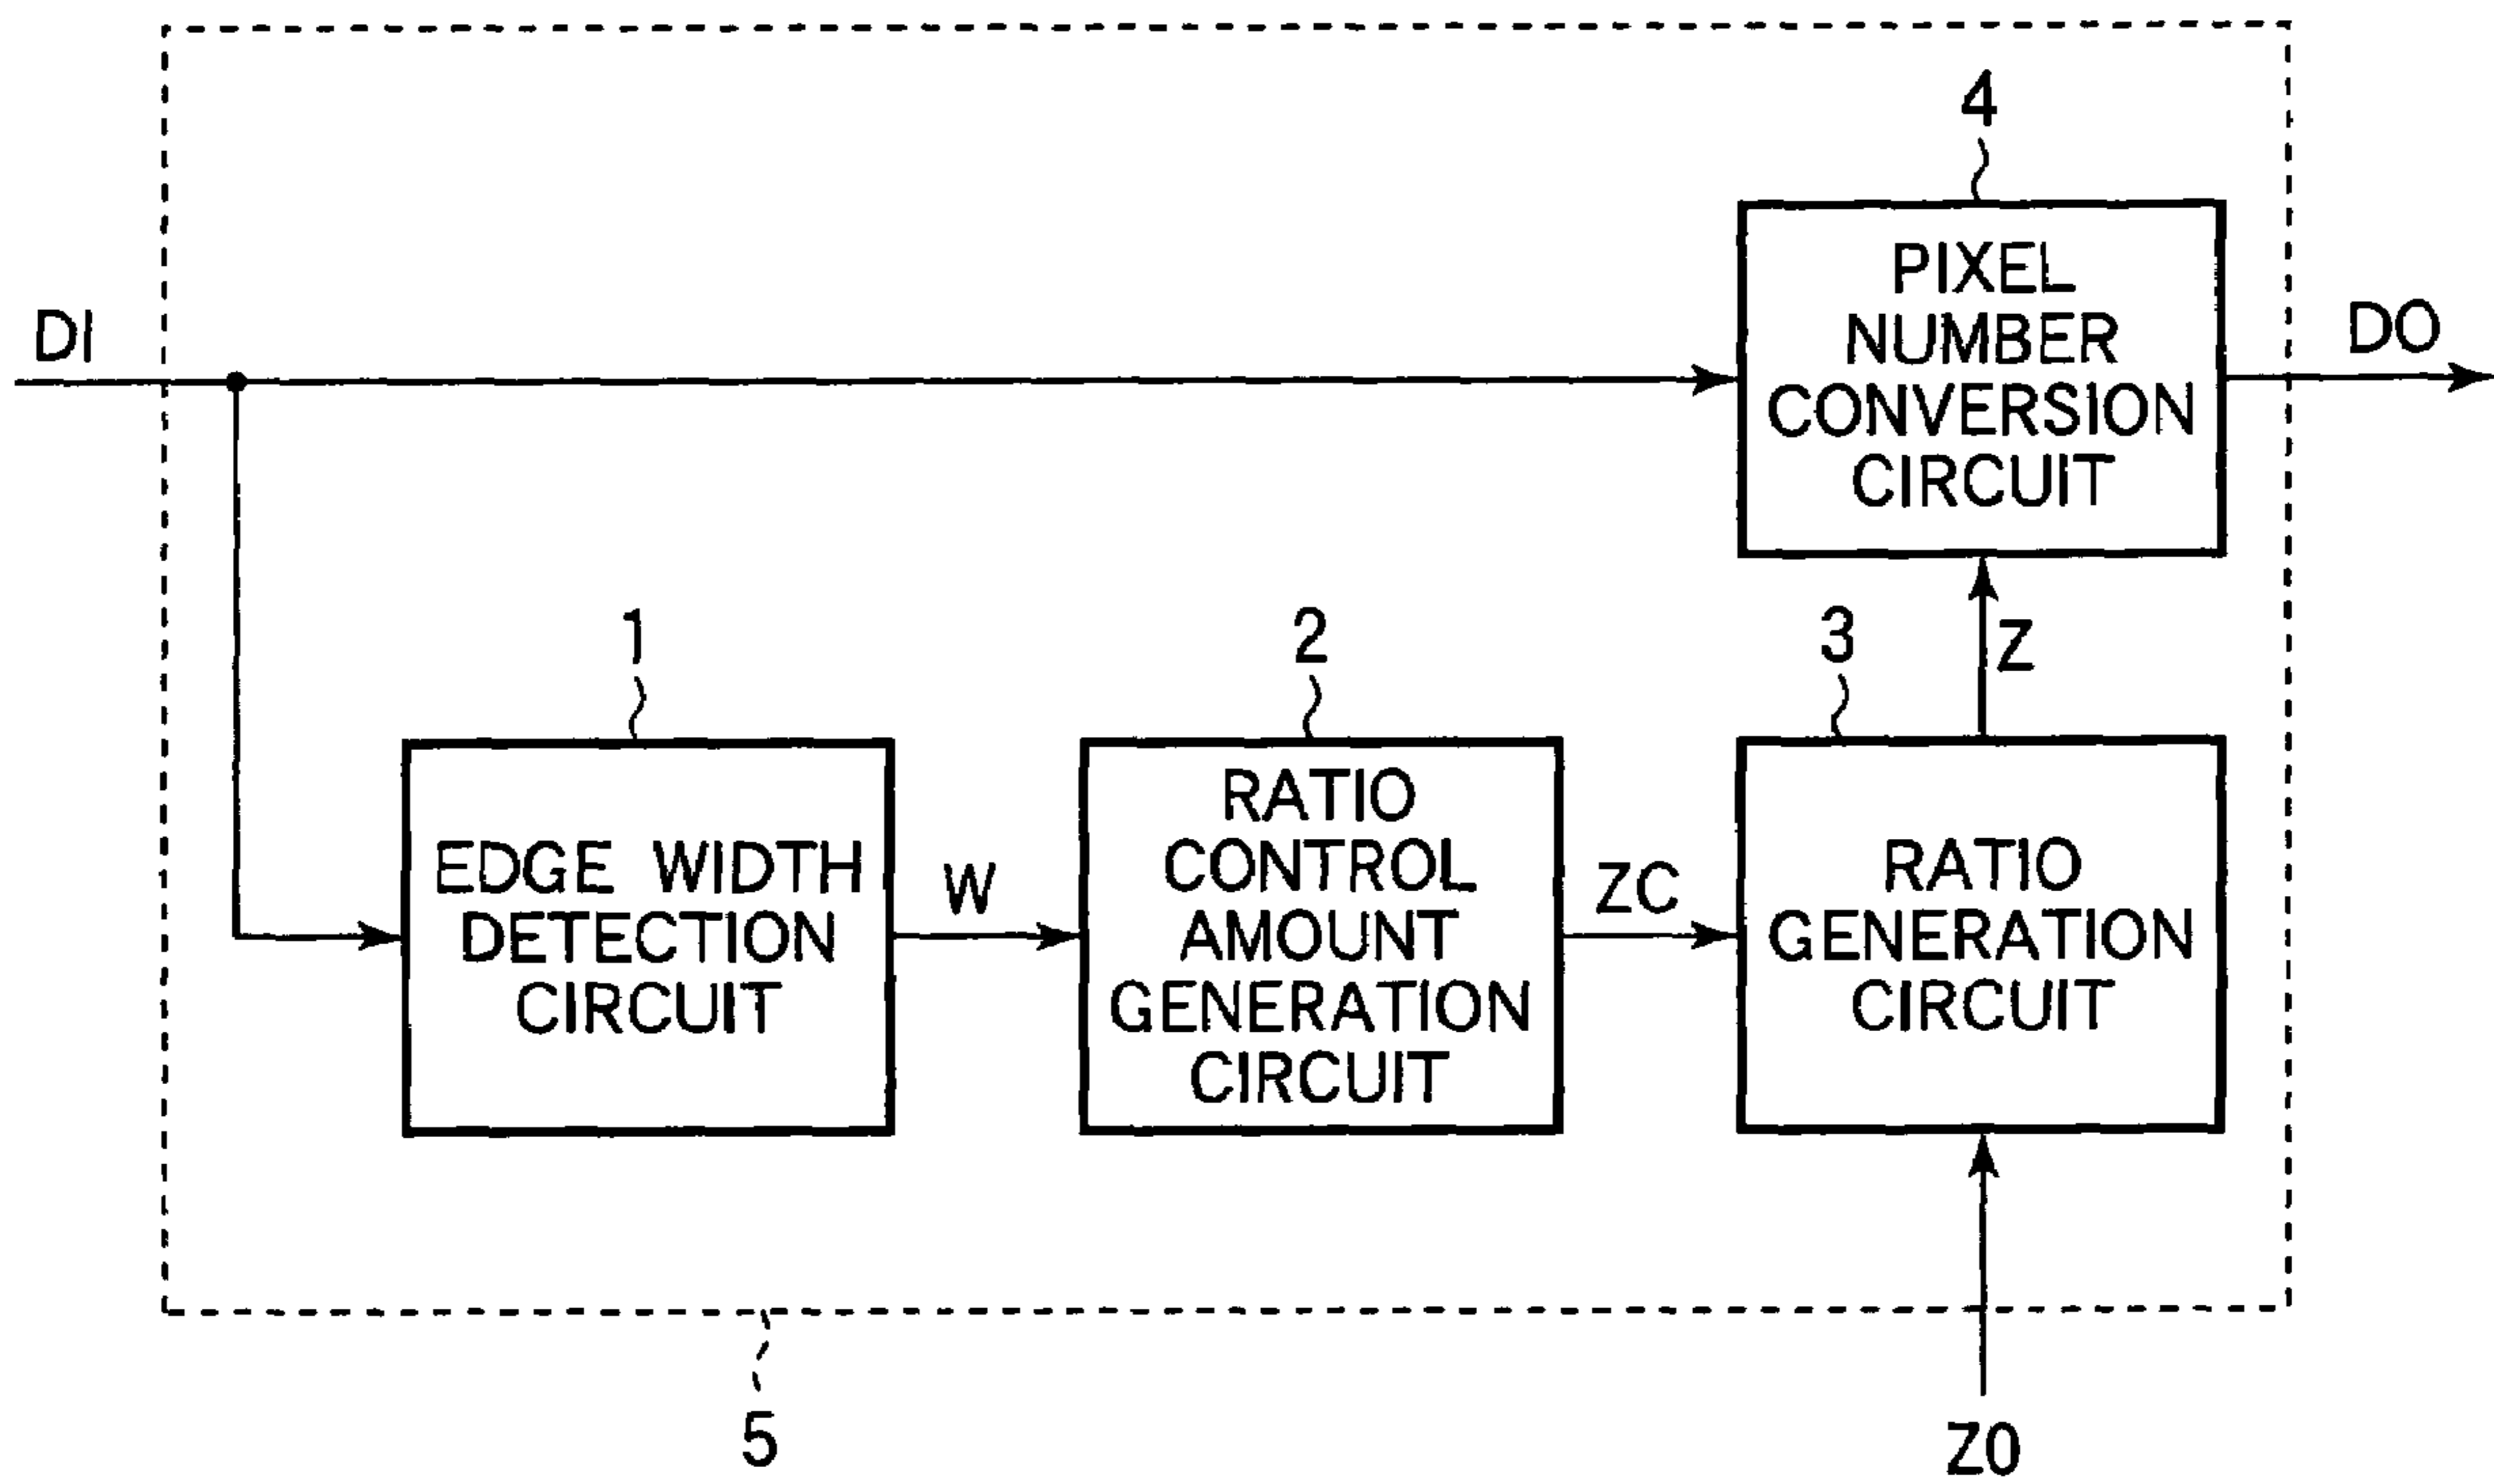 4
PIXEL
NUMBER
CONVERSION
CIRCUIT
DI
DO
1
2
3
Z
EDGE WIDTH
DETECTION
CIRCUIT
W
RATIO
CONTROL
AMOUNT
GENERATION
CIRCUIT
ZC
RATIO
GENERATION
CIRCUIT
5
Z0